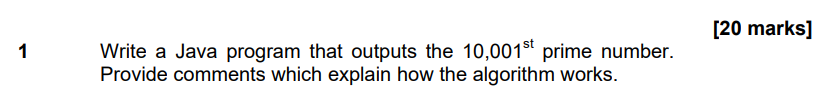 [20 marks]
1 Write a Java program that outputs the 10,001st prime number.
Provide comments which explain how the algorithm works.